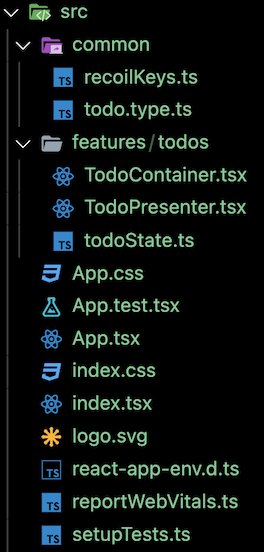 src
common
TS recoilKeys.ts
TS todo.type.ts
features/todos
TodoContainer.tsx
TodoPresenter.tsx
TS todoState.ts
App.css
App.test.tsx
App.tsx
index.css
index.tsx
logo.svg
TS react-app-env.d.ts
TS reportWebVitals.ts
TS setupTests.ts